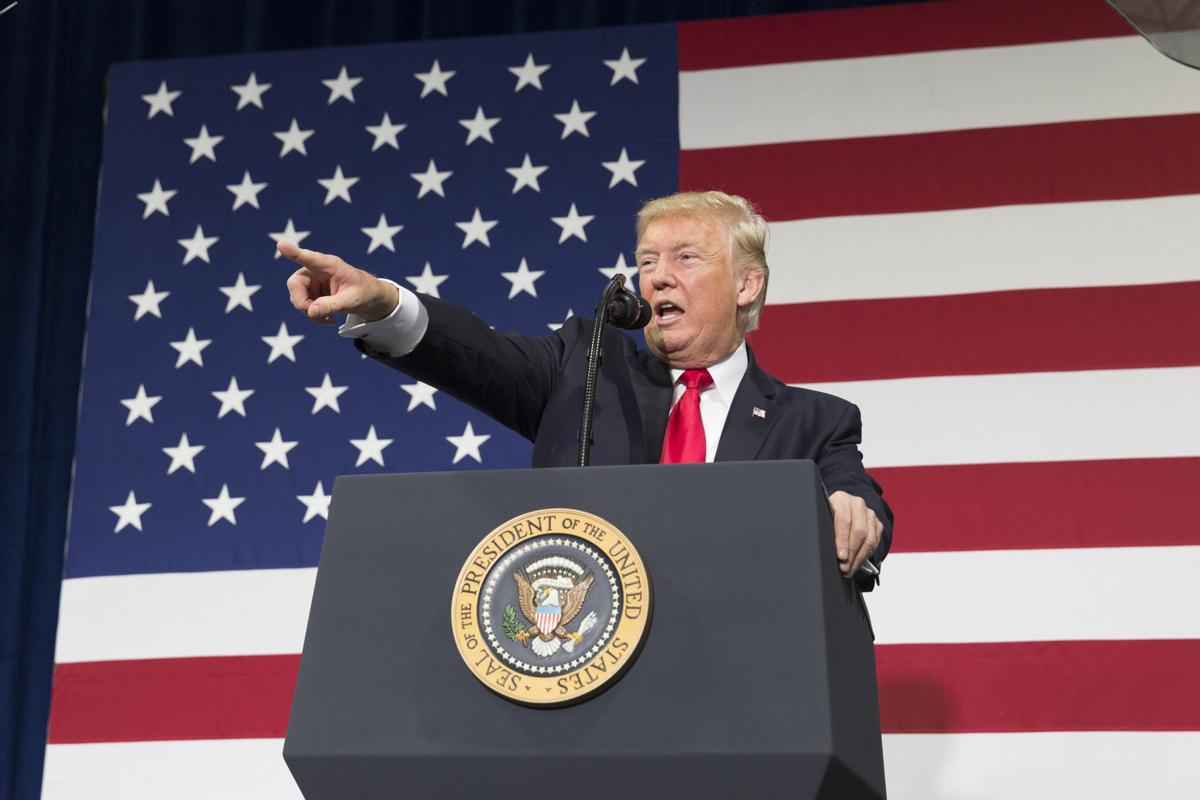 SEAL OF THE PRESIDENT OF THE UNITED STATES